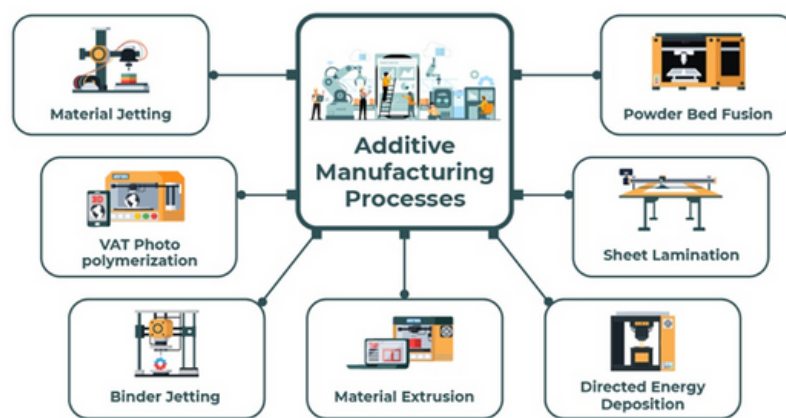 Additive
Manufacturing
Processes
Material Jetting
Powder Bed Fusion
3D
VAT Photo
polymerization
Sheet Lamination
Binder Jetting
Material Extrusion
Directed Energy
Deposition